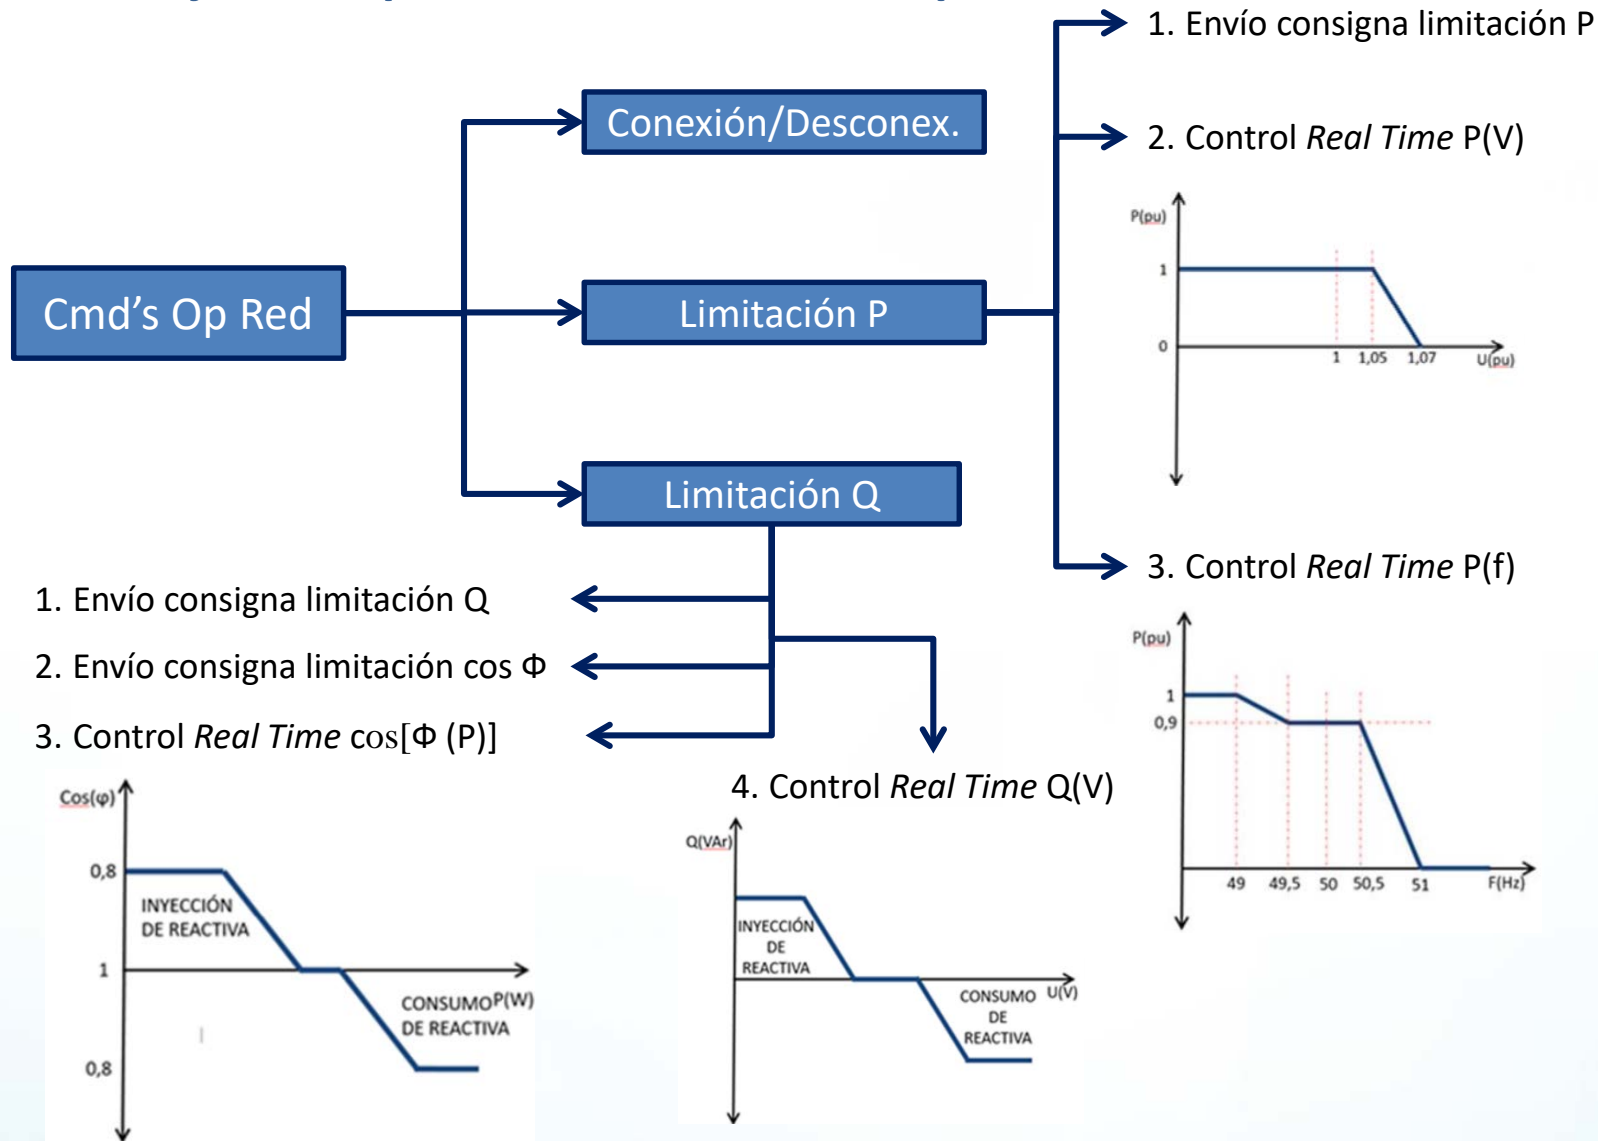 1. Envío consigna limitación P
Conexión/Desconex.
2. Control Real Time P(V)
P(pu)
1
0
1
1,05
1,07
U(pu)
Cmd's Op Red
Limitación P
Limitación Q
3. Control Real Time P(f)
P(pu)
1
0,9
49
49,5
50
50,5
51
F(Hz)
1. Envío consigna limitación Q
2. Envío consigna limitación cos Φ
3. Control Real Time cos[Φ (P)]
Cos(φ)
0,8
INYECCIÓN
DE REACTIVA
1
P(W)
CONSUMO
DE REACTIVA
0,8
4. Control Real Time Q(V)
Q(VAr)
INYECCIÓN
DE
REACTIVA
U(V)
CONSUMO
DE
REACTIVA